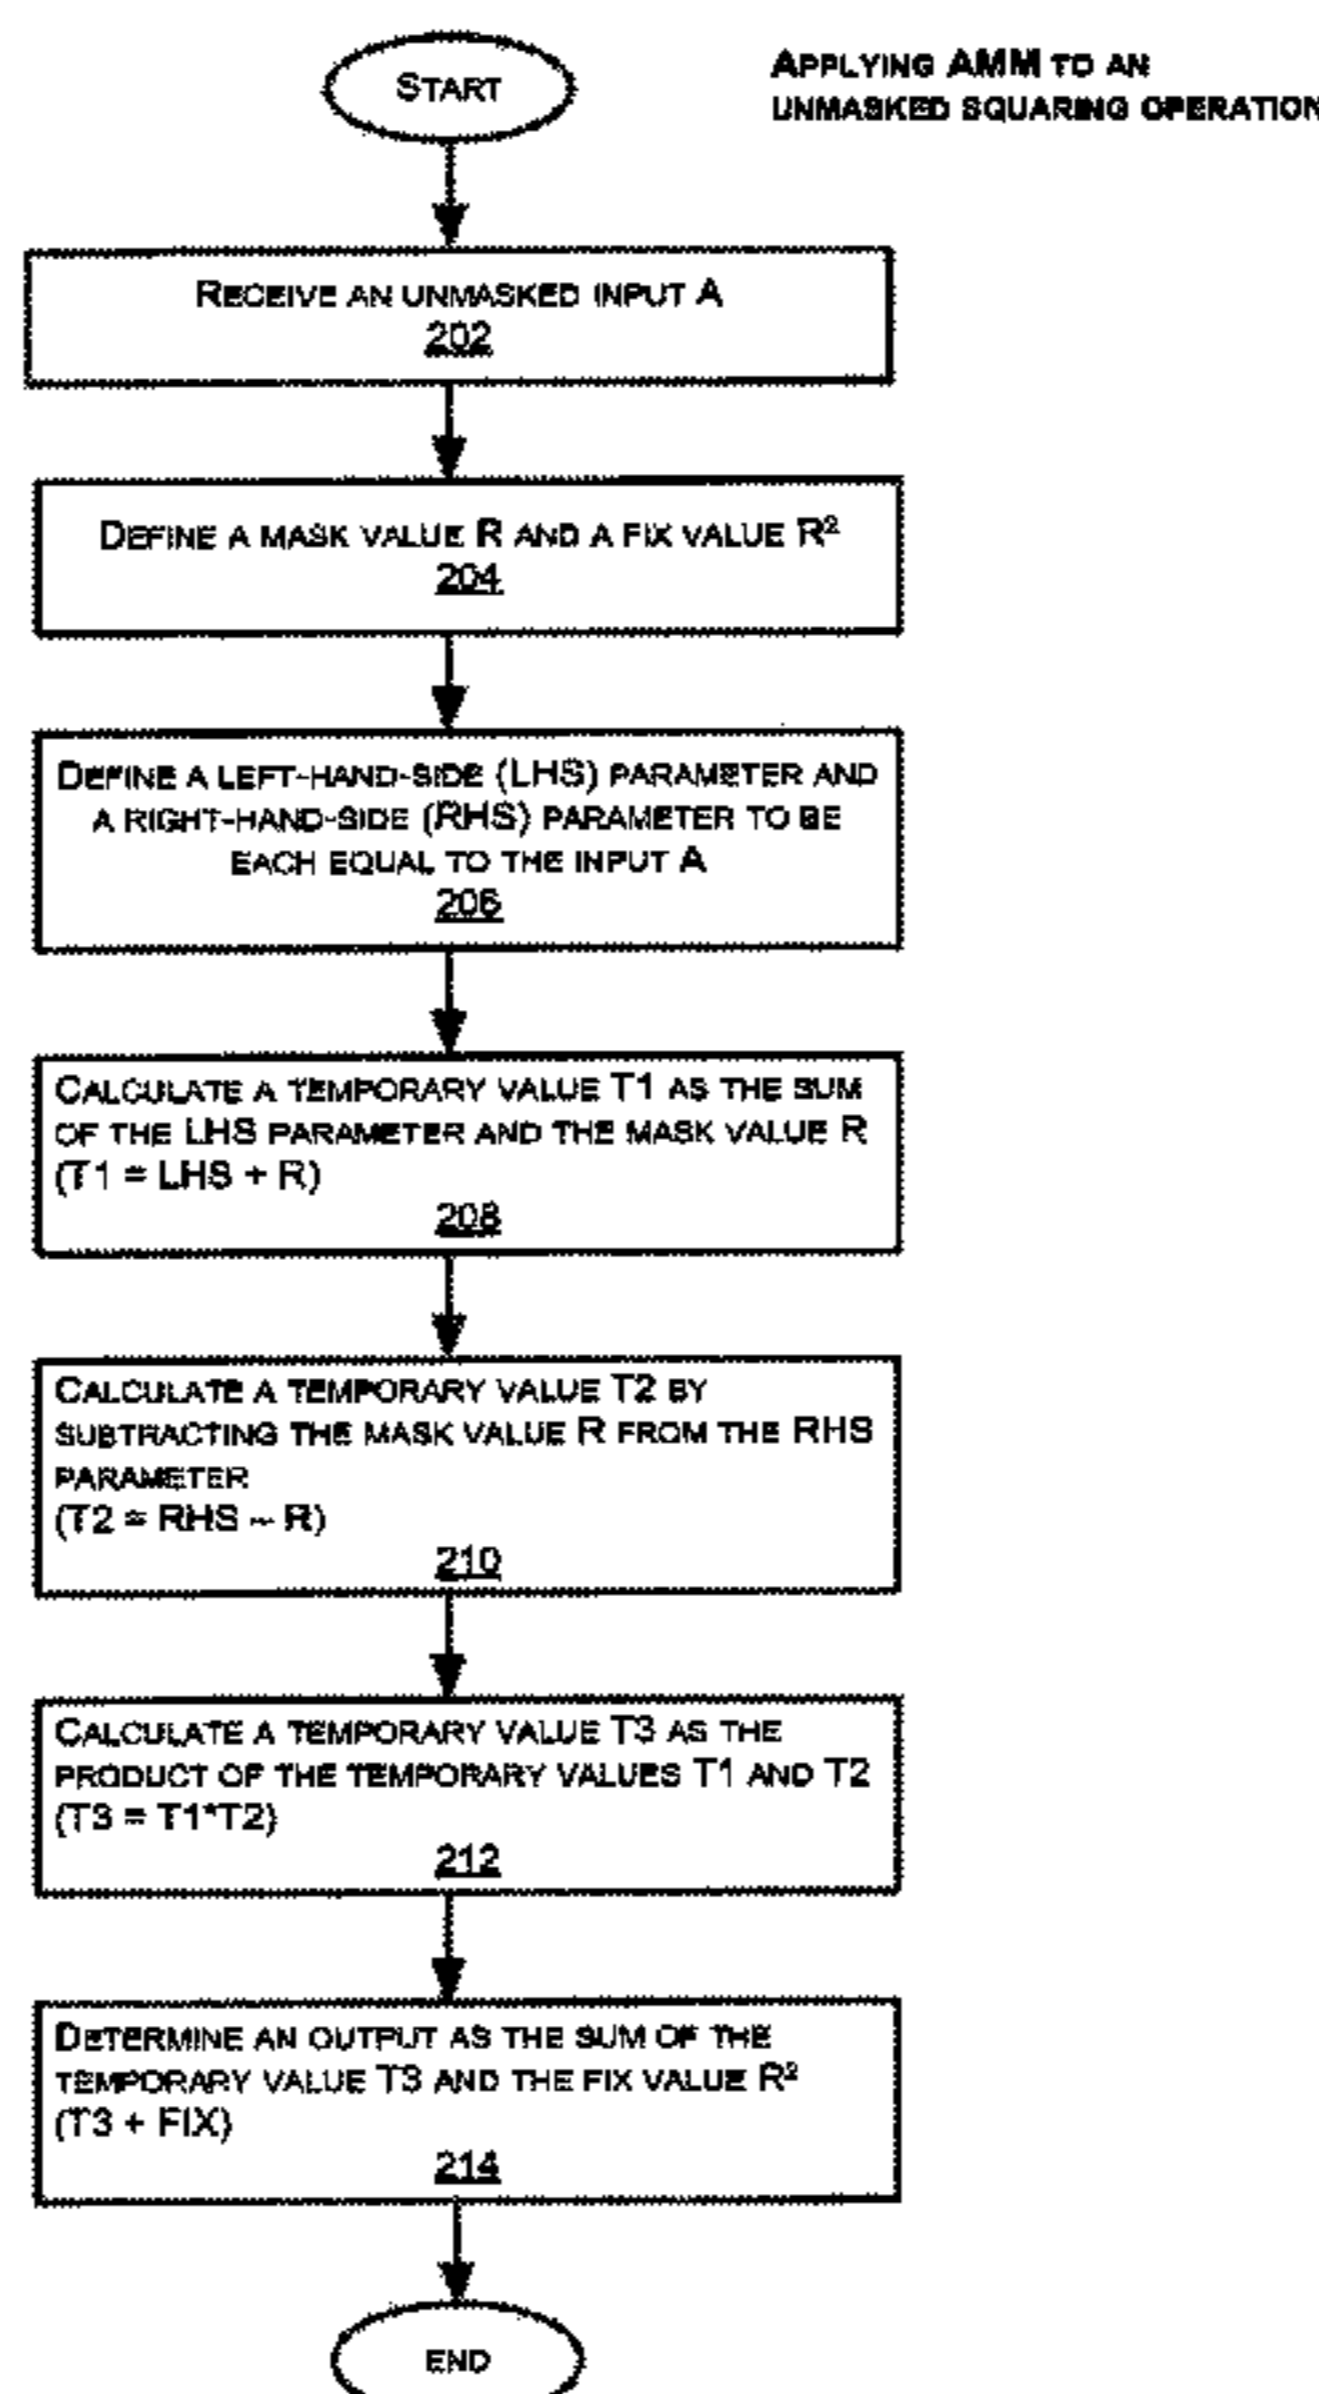 START
APPLYING AMM TO AN
UNMASKED SQUARING OPERATION
RECEIVE AN UNMASKED INPUT A
202
DEFINE A MASK VALUE R AND A FIX VALUE R²
204
DEFINE A LEFT-HAND-SIDE (LHS) PARAMETER AND
A RIGHT-HAND-SIDE (RHS) PARAMETER TO BE
EACH EQUAL TO THE INPUT A
206
CALCULATE A TEMPORARY VALUE T1 AS THE SUM
OF THE LHS PARAMETER AND THE MASK VALUE R
(T1 = LHS + R)
208
CALCULATE A TEMPORARY VALUE T2 BY
SUBTRACTING THE MASK VALUE R FROM THE RHS
PARAMETER
(T2 = RHS – R)
210
CALCULATE A TEMPORARY VALUE T3 AS THE
PRODUCT OF THE TEMPORARY VALUES T1 AND T2
(T3 = T1*T2)
212
DETERMINE AN OUTPUT AS THE SUM OF THE
TEMPORARY VALUE T3 AND THE FIX VALUE R²
(T3 + FIX)
214
END